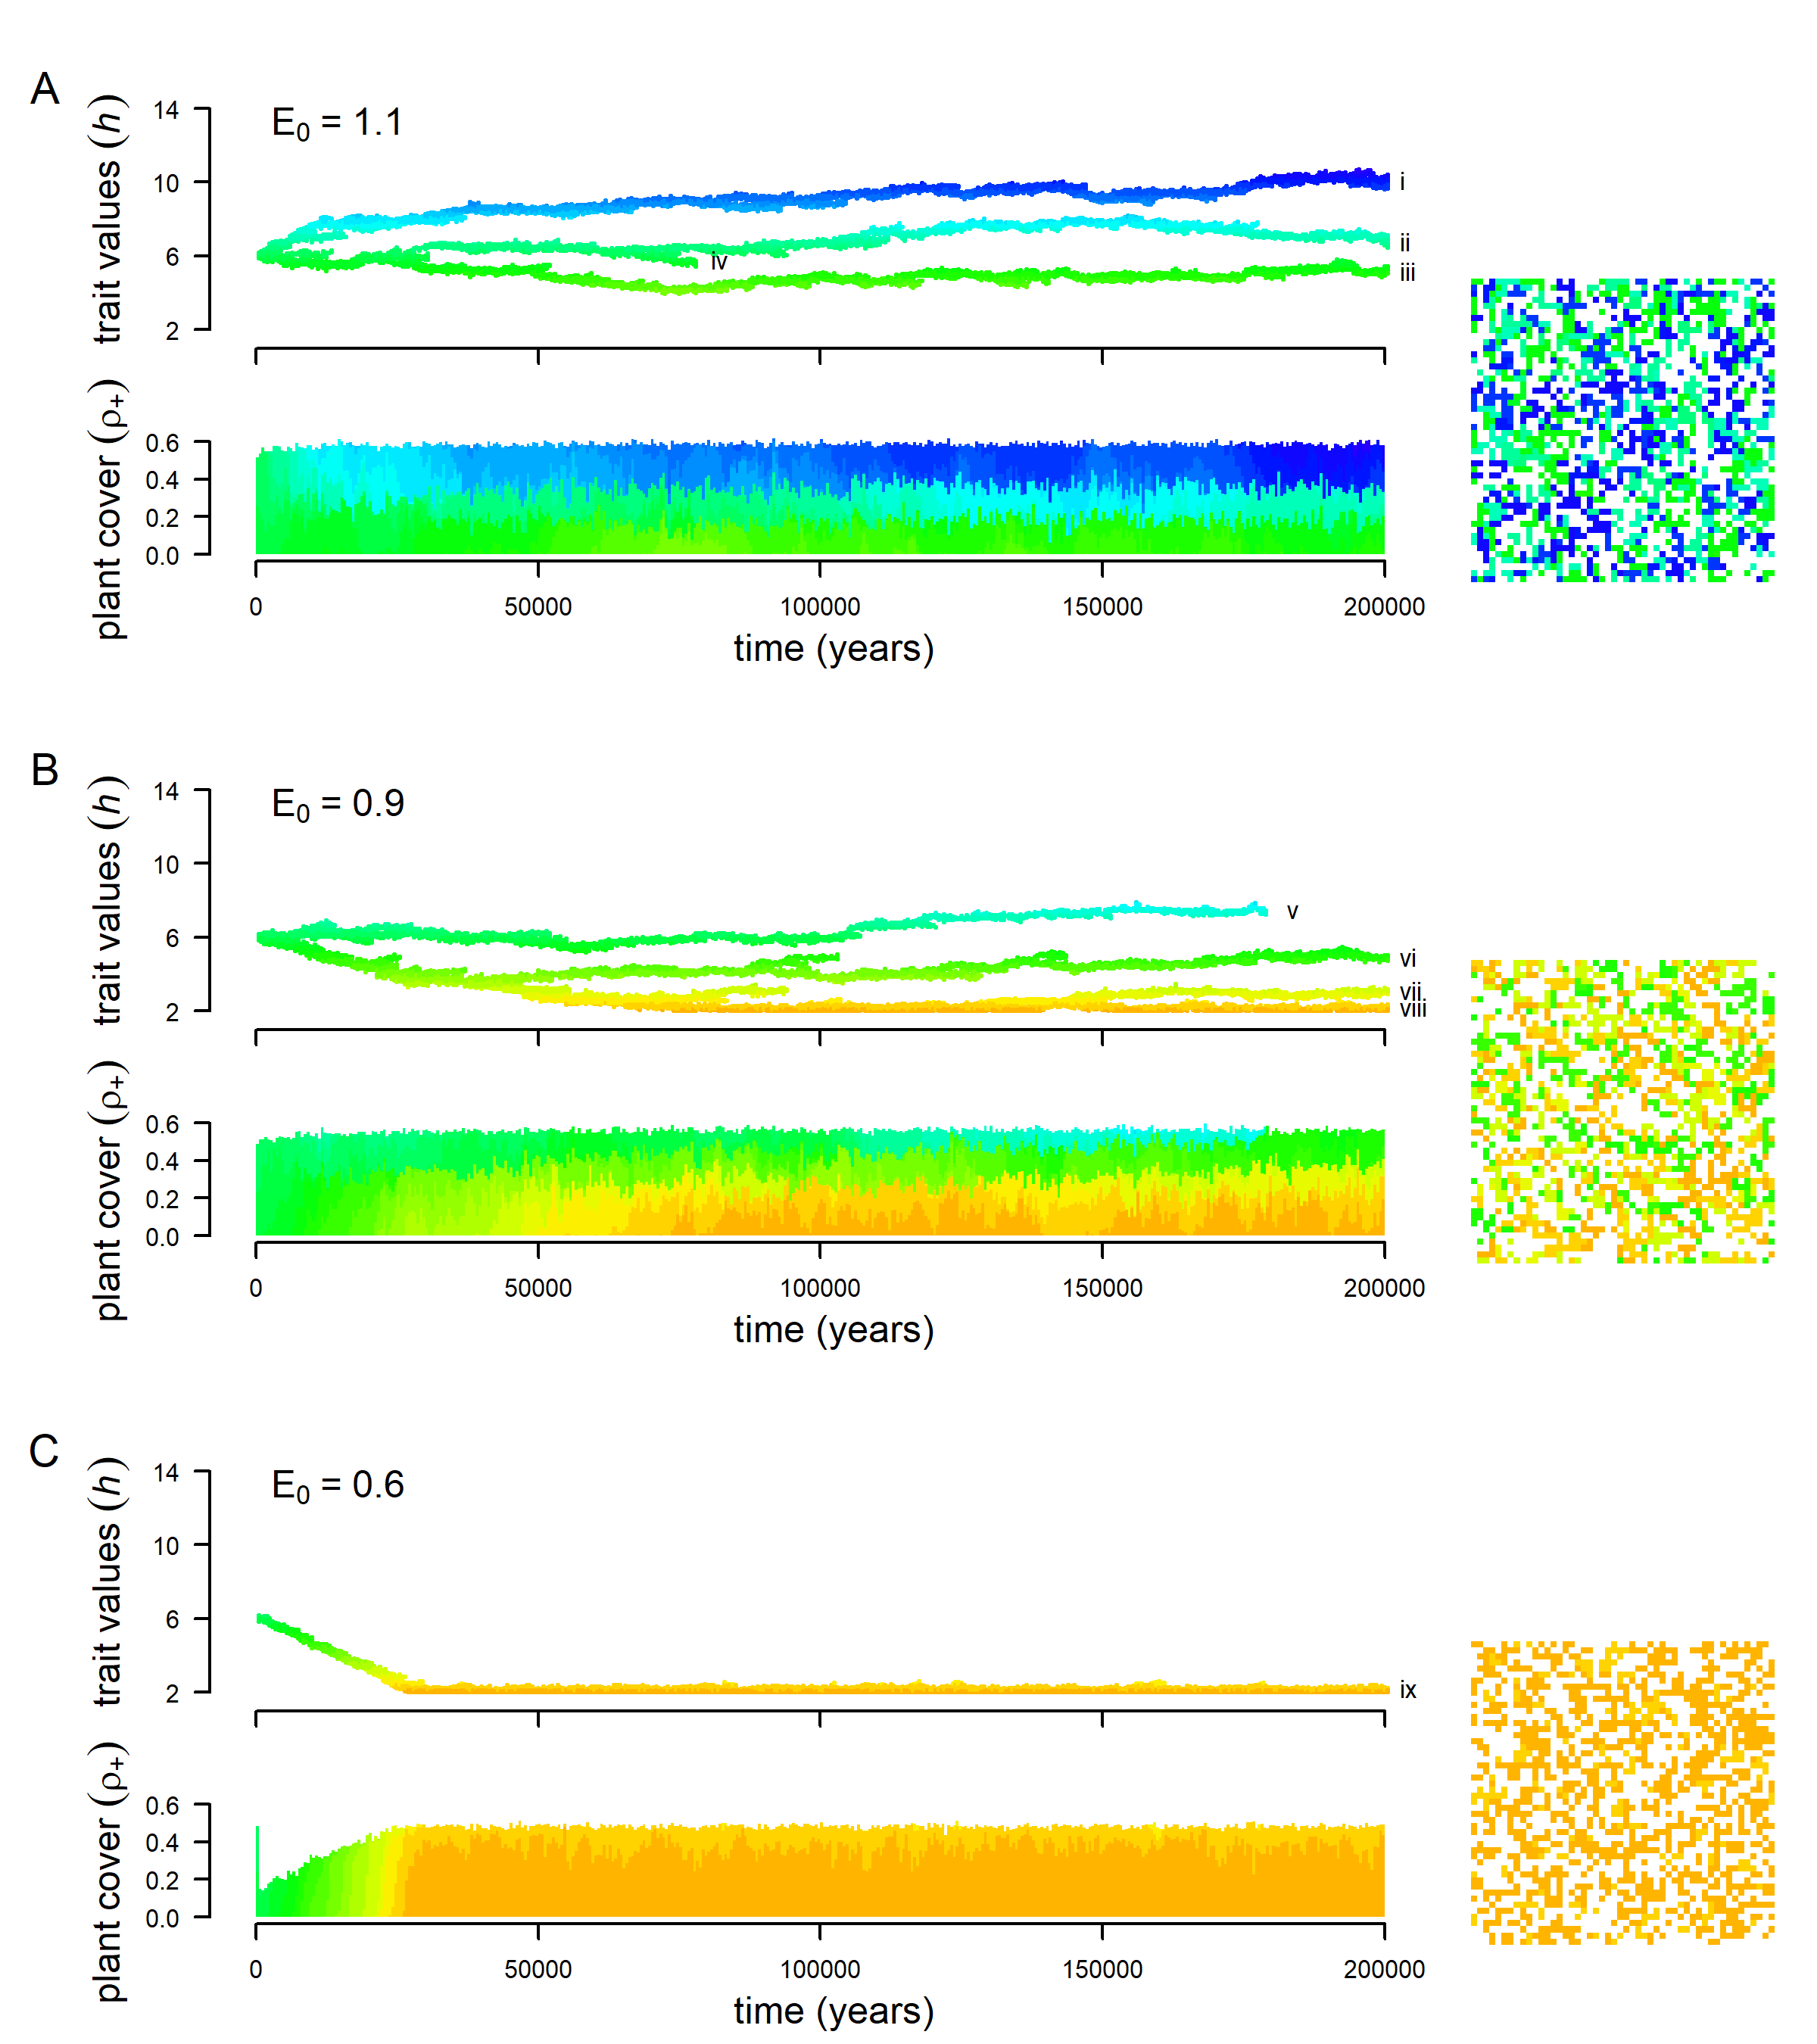 A
trait values (h)
14
10
6
2
E0 = 1.1
i
ii
iii
iv
plant cover (ρ+)
0.6
0.4
0.2
0.0
0 50000 100000 150000 200000
time (years)
B
trait values (h)
14
10
6
2
E0 = 0.9
v
vi
vii
viii
plant cover (ρ+)
0.6
0.4
0.2
0.0
0 50000 100000 150000 200000
time (years)
C
trait values (h)
14
10
6
2
E0 = 0.6
ix
plant cover (ρ+)
0.6
0.4
0.2
0.0
0 50000 100000 150000 200000
time (years)